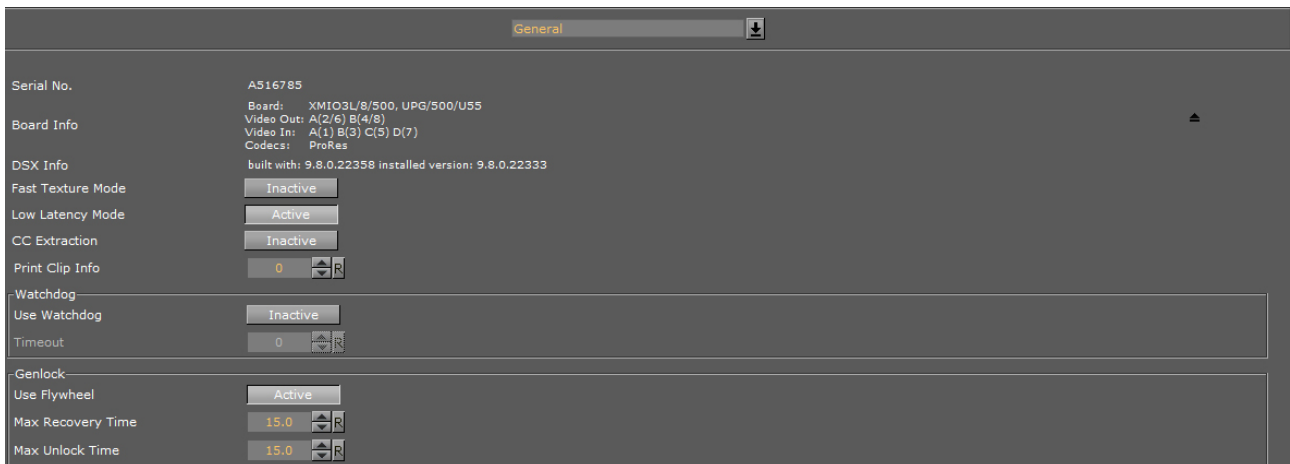 General
Serial No. A516785
Board Info
Board: XMIO3L/8/500, UPG/500/U55
Video Out: A(2/6) B(4/8)
Video In: A(1) B(3) C(5) D(7)
Codecs: ProRes
DSX Info built with: 9.8.0.22358 installed version: 9.8.0.22333
Fast Texture Mode Inactive
Low Latency Mode Active
CC Extraction Inactive
Print Clip Info 0 R
Watchdog
Use Watchdog Inactive
Timeout 0 R
Genlock
Use Flywheel Active
Max Recovery Time 15.0 R
Max Unlock Time 15.0 R